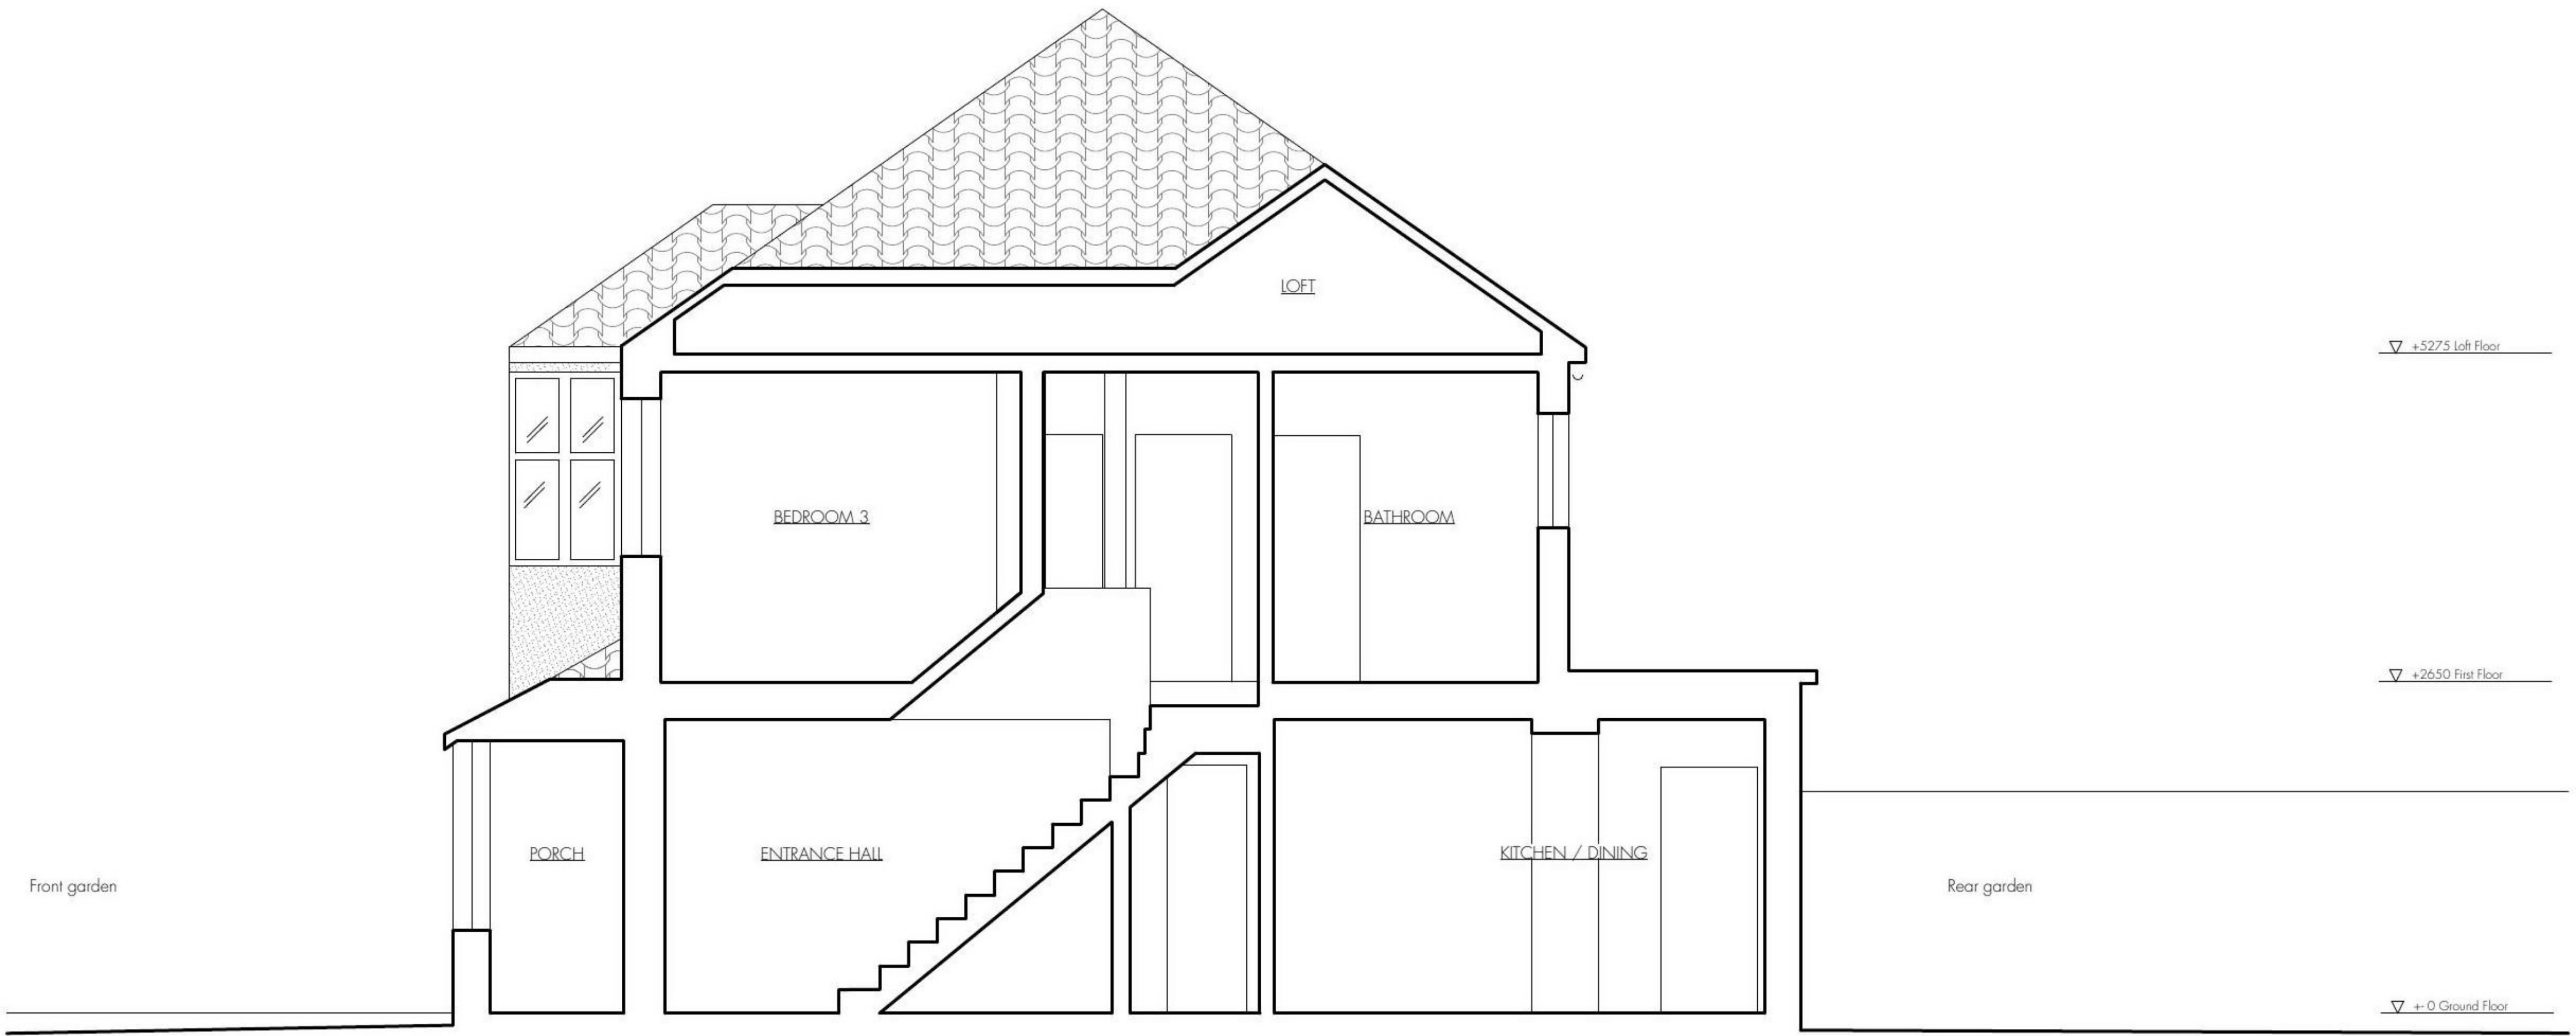 LOFT
+5275 Loft Floor
BEDROOM 3
BATHROOM
+2650 First Floor
PORCH
ENTRANCE HALL
KITCHEN / DINING
Front garden
Rear garden
+- 0 Ground Floor